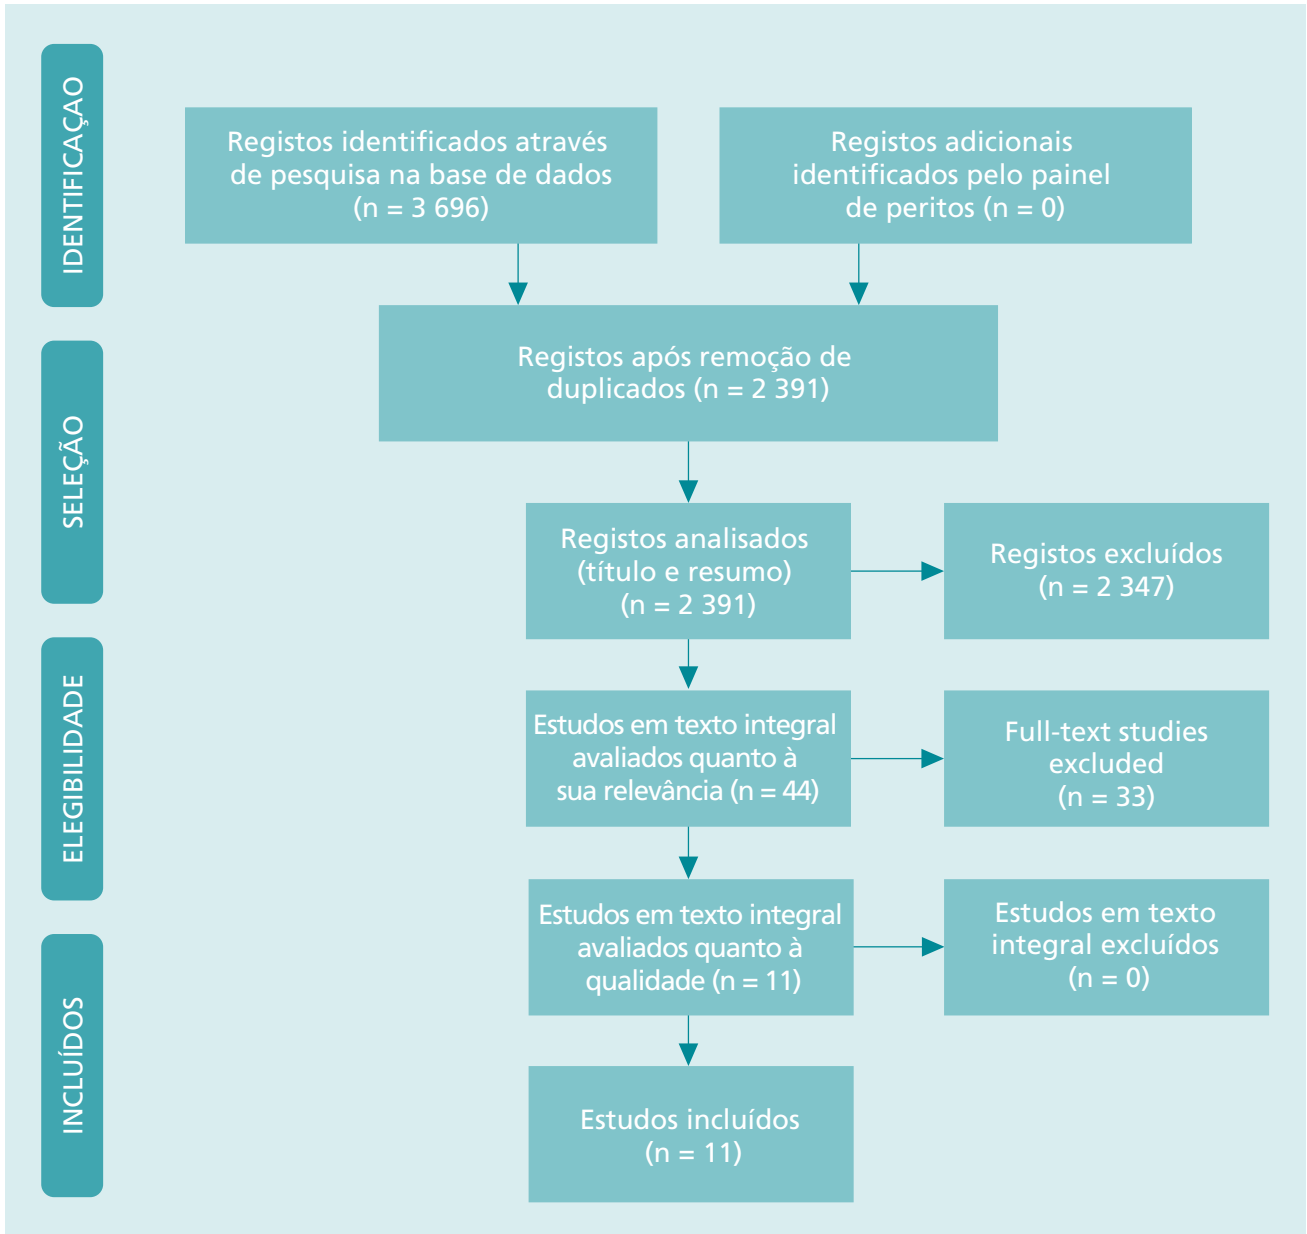 IDENTIFICAÇAO
Registos identificados através
de pesquisa na base de dados
(n = 3 696)
Registos adicionais
identificados pelo painel
de peritos (n = 0)
SELEÇÃO
Registos após remoção de
duplicados (n = 2 391)
Registos analisados
(título e resumo)
(n = 2 391)
Registos excluídos
(n = 2 347)
ELEGIBILIDADE
Estudos em texto integral
avaliados quanto à
sua relevância (n = 44)
Full-text studies
excluded
(n = 33)
Estudos em texto integral
avaliados quanto à
qualidade (n = 11)
Estudos em texto
integral excluídos
(n = 0)
INCLUÍDOS
Estudos incluídos
(n = 11)